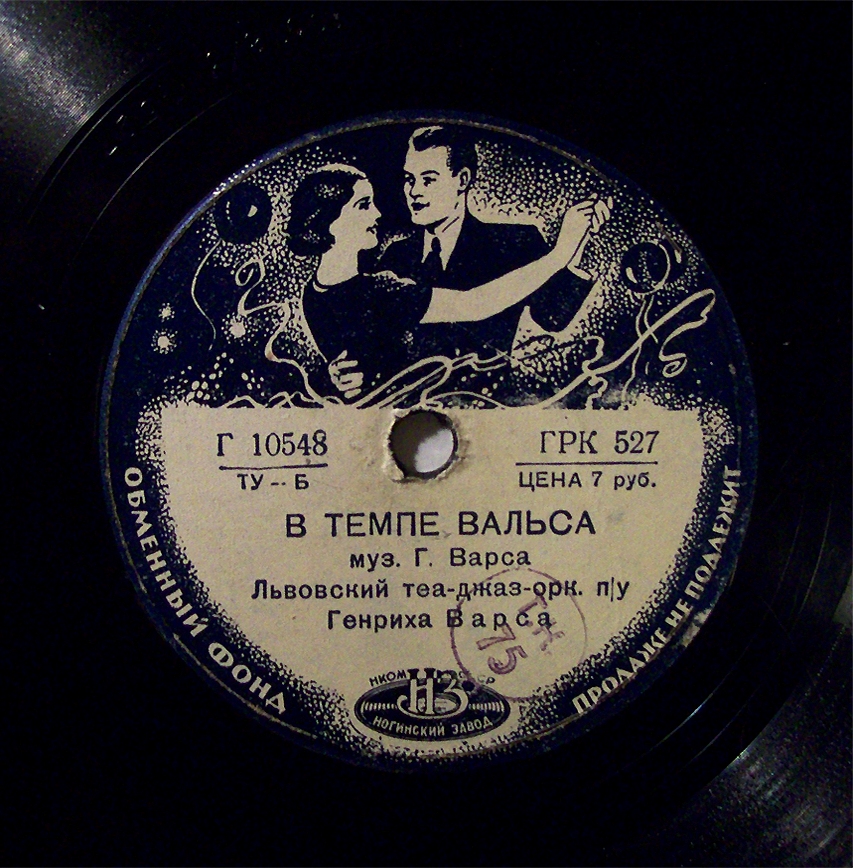 Г 10548
ТУ -- Б
ГРК 527
ЦЕНА 7 руб.
В ТЕМПЕ ВАЛЬСА
муз. Г. Варса
Львовский теа-джаз-орк. п/у
Генриха Варса
ОБМЕННЫЙ ФОНД
ПРОДАЖЕ НЕ ПОДЛЕЖИТ
НКОМ
НЗ
НОГИНСКИЙ ЗАВОД
75